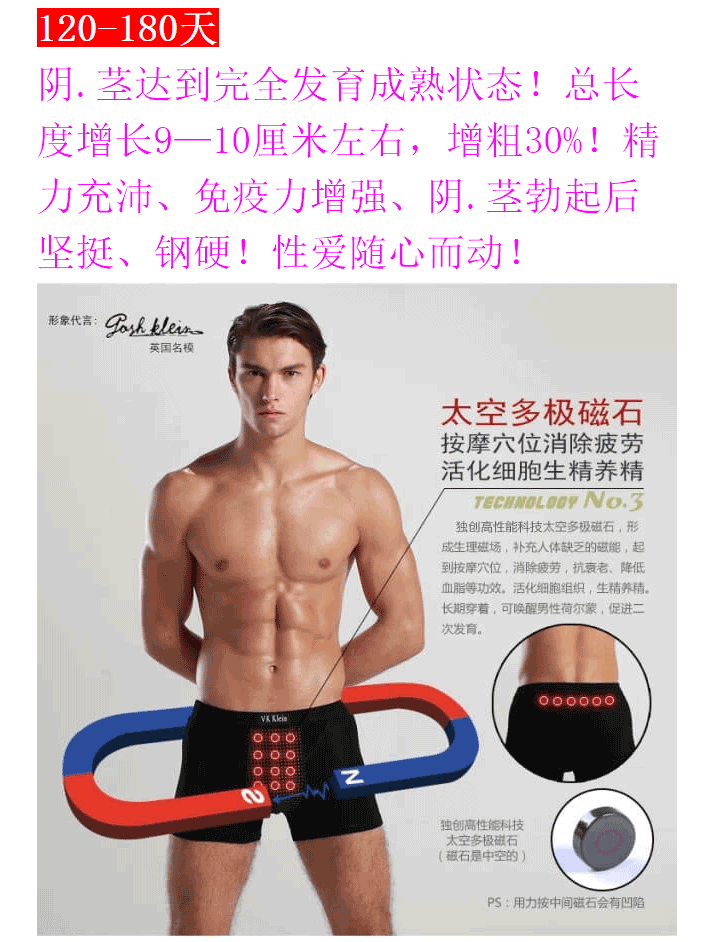 120-180天
阴.茎达到完全发育成熟状态！总长
度增长9—10厘米左右，增粗30%！精
力充沛、免疫力增强、阴.茎勃起后
坚挺、钢硬！性爱随心而动！
形象代言：Posh klein
英国名模
太空多极磁石
按摩穴位消除疲劳
活化细胞生精养精
TECHNOLOGY No.3
独创高性能科技太空多极磁石，形
成生理磁场，补充人体缺乏的磁能，起
到按摩穴位，消除疲劳，抗衰老、降低
血脂等功效。活化细胞组织，生精养精。
长期穿着，可唤醒男性荷尔蒙，促进二
次发育。
VK Klein
S
N
独创高性能科技
太空多极磁石
（磁石是中空的）
PS：用力按中间磁石会有凹陷